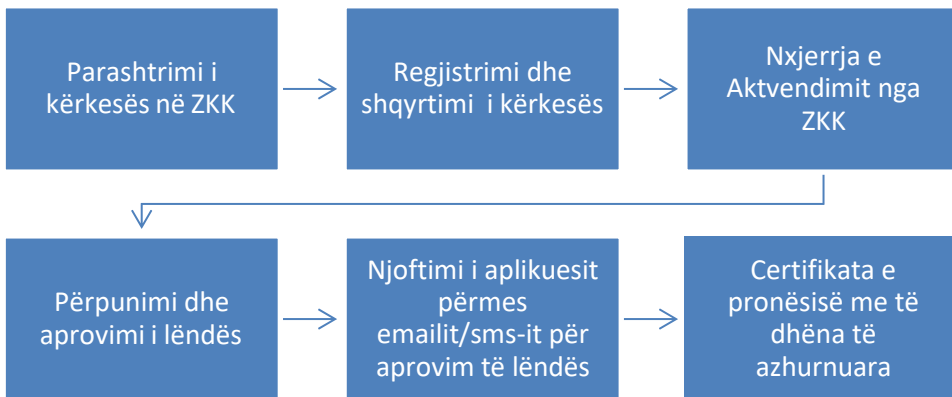 Parashtrimi i
kërkesës në ZKK
Regjistrimi dhe
shqyrtimi i kërkesës
Nxjerrja e
Aktvendimit nga
ZKK
Përpunimi dhe
aprovimi i lëndës
Njoftimi i aplikuesit
përmes
emailit/sms-it për
aprovim të lëndës
Certifikata e
pronësisë me të
dhëna të
azhurnuara